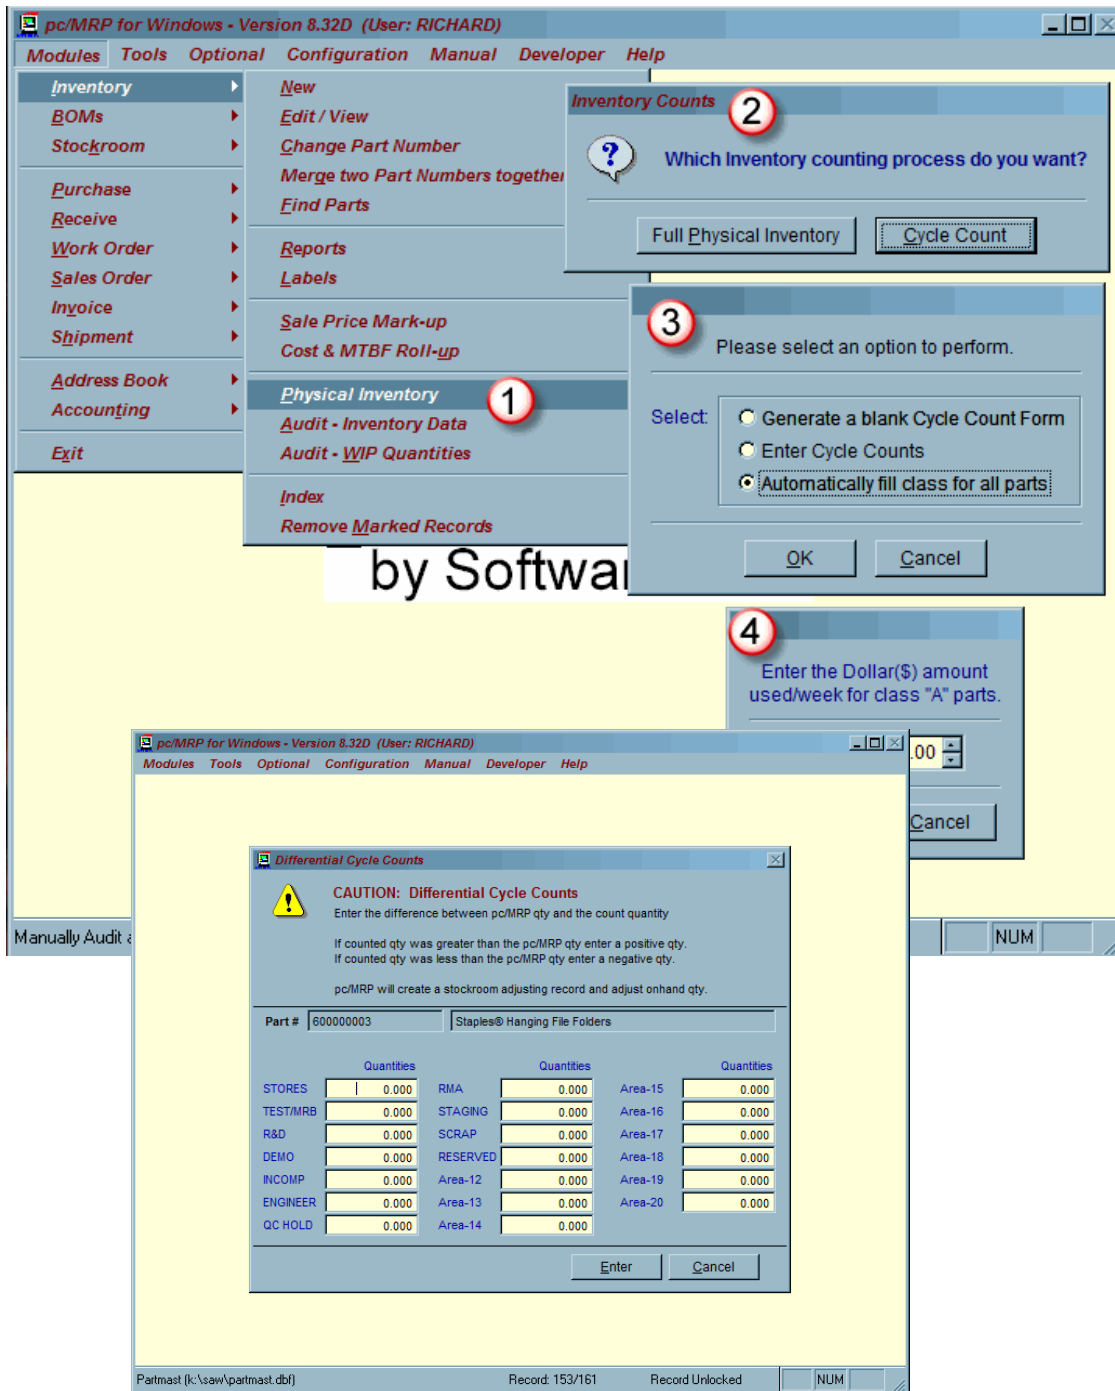 pc/MRP for Windows - Version 8.32D (User: RICHARD)
Modules Tools Optional Configuration Manual Developer Help
Inventory
BOMs
Stockroom
Purchase
Receive
Work Order
Sales Order
Invoice
Shipment
Address Book
Accounting
Exit
New
Edit / View
Change Part Number
Merge two Part Numbers together
Find Parts
Reports
Labels
Sale Price Mark-up
Cost & MTBF Roll-up
Physical Inventory
1
Audit - Inventory Data
Audit - WIP Quantities
Index
Remove Marked Records
Inventory Counts
2
Which Inventory counting process do you want?
Full Physical Inventory Cycle Count
3
Please select an option to perform.
Select:
Generate a blank Cycle Count Form
Enter Cycle Counts
Automatically fill class for all parts
OK Cancel
by Softwa
4
Enter the Dollar($) amount
used/week for class "A" parts.
.00
Cancel
Manually Audit
NUM
pc/MRP for Windows - Version 8.32D (User: RICHARD)
Modules Tools Optional Configuration Manual Developer Help
Differential Cycle Counts
CAUTION: Differential Cycle Counts
Enter the difference between pc/MRP qty and the count quantity
If counted qty was greater than the pc/MRP qty enter a positive qty.
If counted qty was less than the pc/MRP qty enter a negative qty.
pc/MRP will create a stockroom adjusting record and adjust onhand qty.
Part # 600000003 Staples® Hanging File Folders
Quantities Quantities Quantities
STORES 0.000 RMA 0.000 Area-15 0.000
TEST/MRB 0.000 STAGING 0.000 Area-16 0.000
R&D 0.000 SCRAP 0.000 Area-17 0.000
DEMO 0.000 RESERVED 0.000 Area-18 0.000
INCOMP 0.000 Area-12 0.000 Area-19 0.000
ENGINEER 0.000 Area-13 0.000 Area-20 0.000
QC HOLD 0.000 Area-14 0.000
Enter Cancel
Partmast (k:\saw\partmast.dbf) Record: 153/161 Record Unlocked NUM